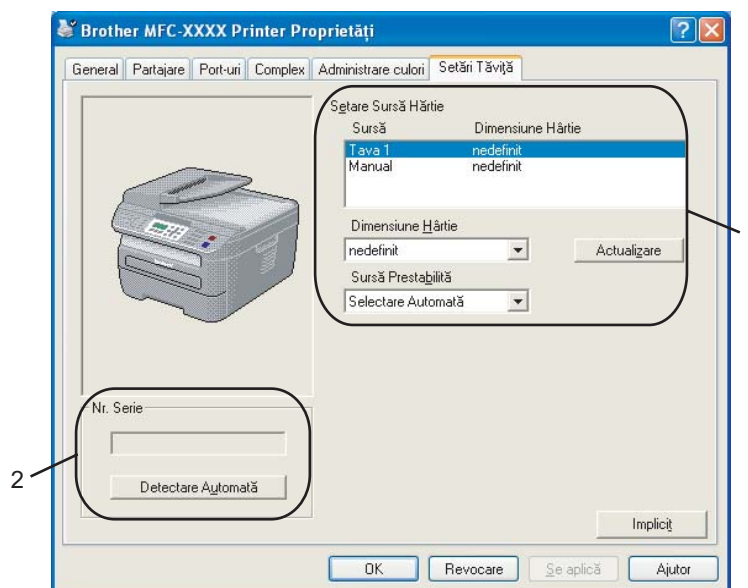 Brother MFC-XXXX Printer Proprietăți
General Partajare Port-uri Complex Administrare culori Setări Tăviță
Setare Sursă Hărtie
Sursă Dimensiune Hârtie
Tava 1 nedefinit
Manual nedefinit
Dimensiune Hârtie
nedefinit Actualizare
Sursă Prestabilită
Selectare Automată
Nr. Serie
2
Detectare Automată
Implicit
OK Revocare Se aplică Ajutor